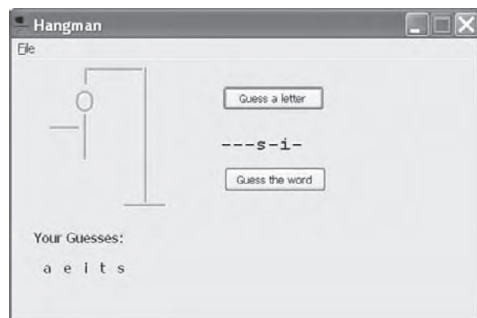 Hangman
File
Guess a letter
---s-i-
Guess the word
Your Guesses:
a e i t s